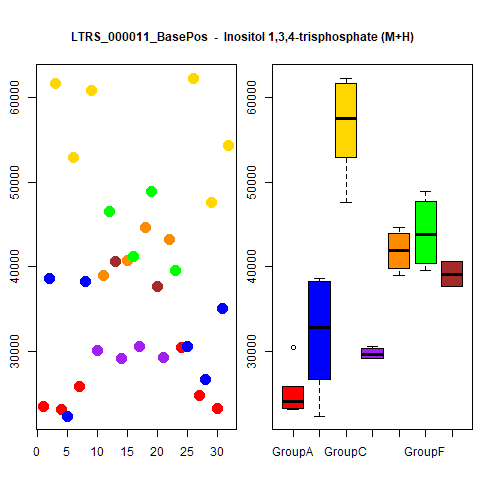 LTRS_000011_BasePos - Inositol 1,3,4-trisphosphate (M+H)
60000
50000
40000
30000
0 5 10 15 20 25 30
60000
50000
40000
30000
GroupA GroupC GroupF